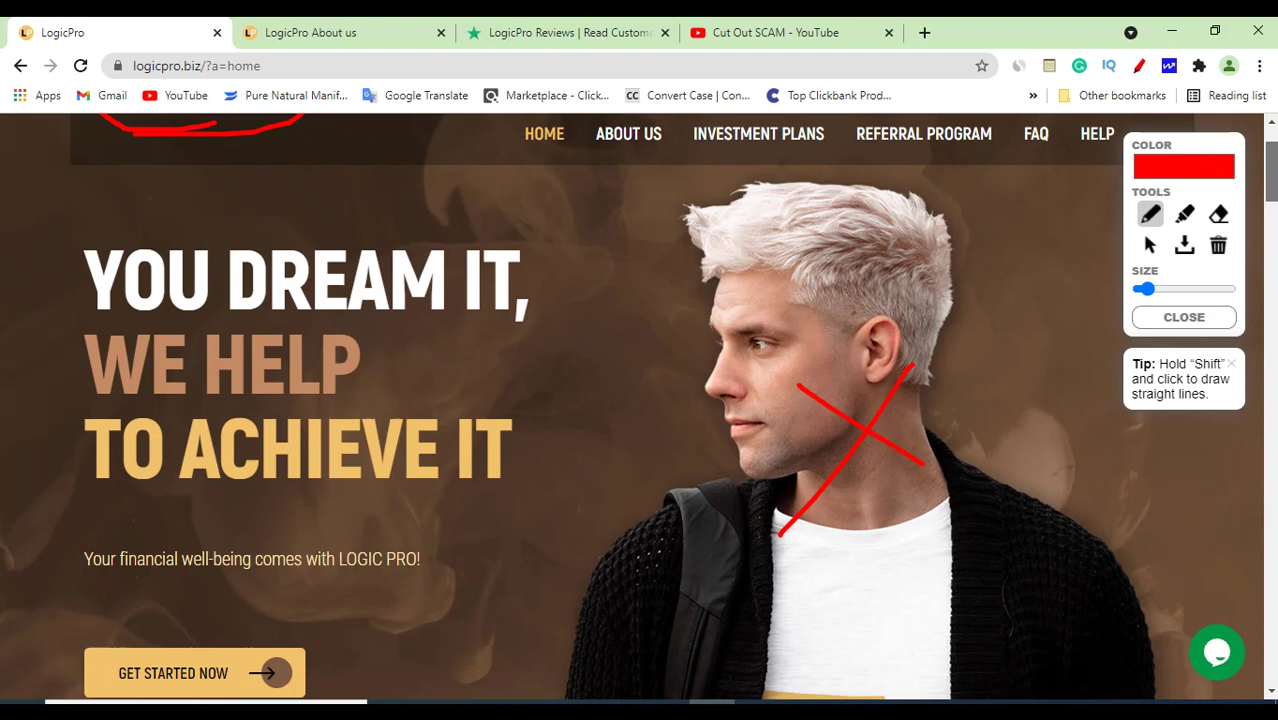 LogicPro
LogicPro About us
LogicPro Reviews | Read Custome
Cut Out SCAM - YouTube
logicpro.biz/?a=home
IQ
Apps
Gmail
YouTube
Pure Natural Manif...
Google Translate
Marketplace - Click...
CC
Convert Case | Con...
Top Clickbank Prod...
»
Other bookmarks
Reading list
HOME
ABOUT US
INVESTMENT PLANS
REFERRAL PROGRAM
FAQ
HELP
COLOR
TOOLS
SIZE
CLOSE
Tip: Hold “Shift”
and click to draw
straight lines.
YOU DREAM IT,
WE HELP
TO ACHIEVE IT
Your financial well-being comes with LOGIC PRO!
GET STARTED NOW